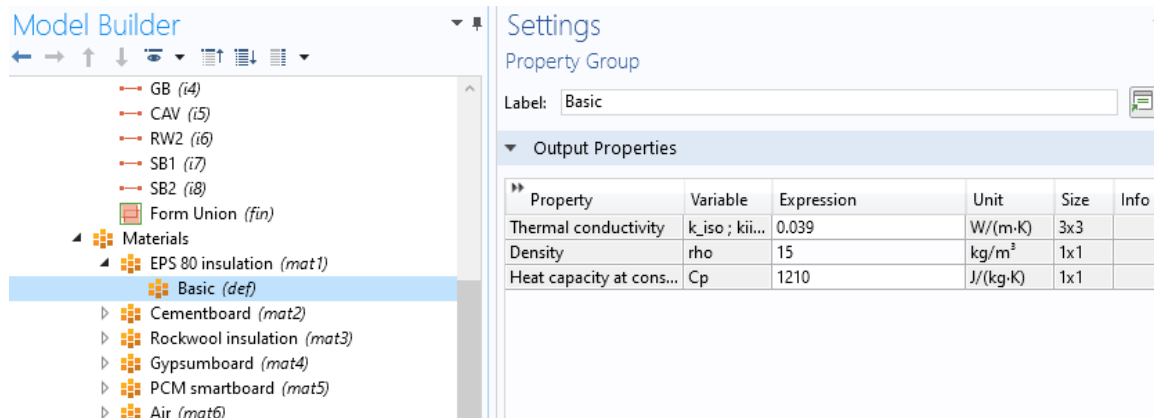 Model Builder
GB (i4)
CAV (i5)
RW2 (i6)
SB1 (i7)
SB2 (i8)
Form Union (fin)
Materials
EPS 80 insulation (mat1)
Basic (def)
Cementboard (mat2)
Rockwool insulation (mat3)
Gypsumboard (mat4)
PCM smartboard (mat5)
Air (mat6)
Settings
Property Group
Label: Basic
Output Properties
Property Variable Expression Unit Size Info
Thermal conductivity k_iso ; kii... 0.039 W/(m·K) 3x3
Density rho 15 kg/m³ 1x1
Heat capacity at cons... Cp 1210 J/(kg·K) 1x1